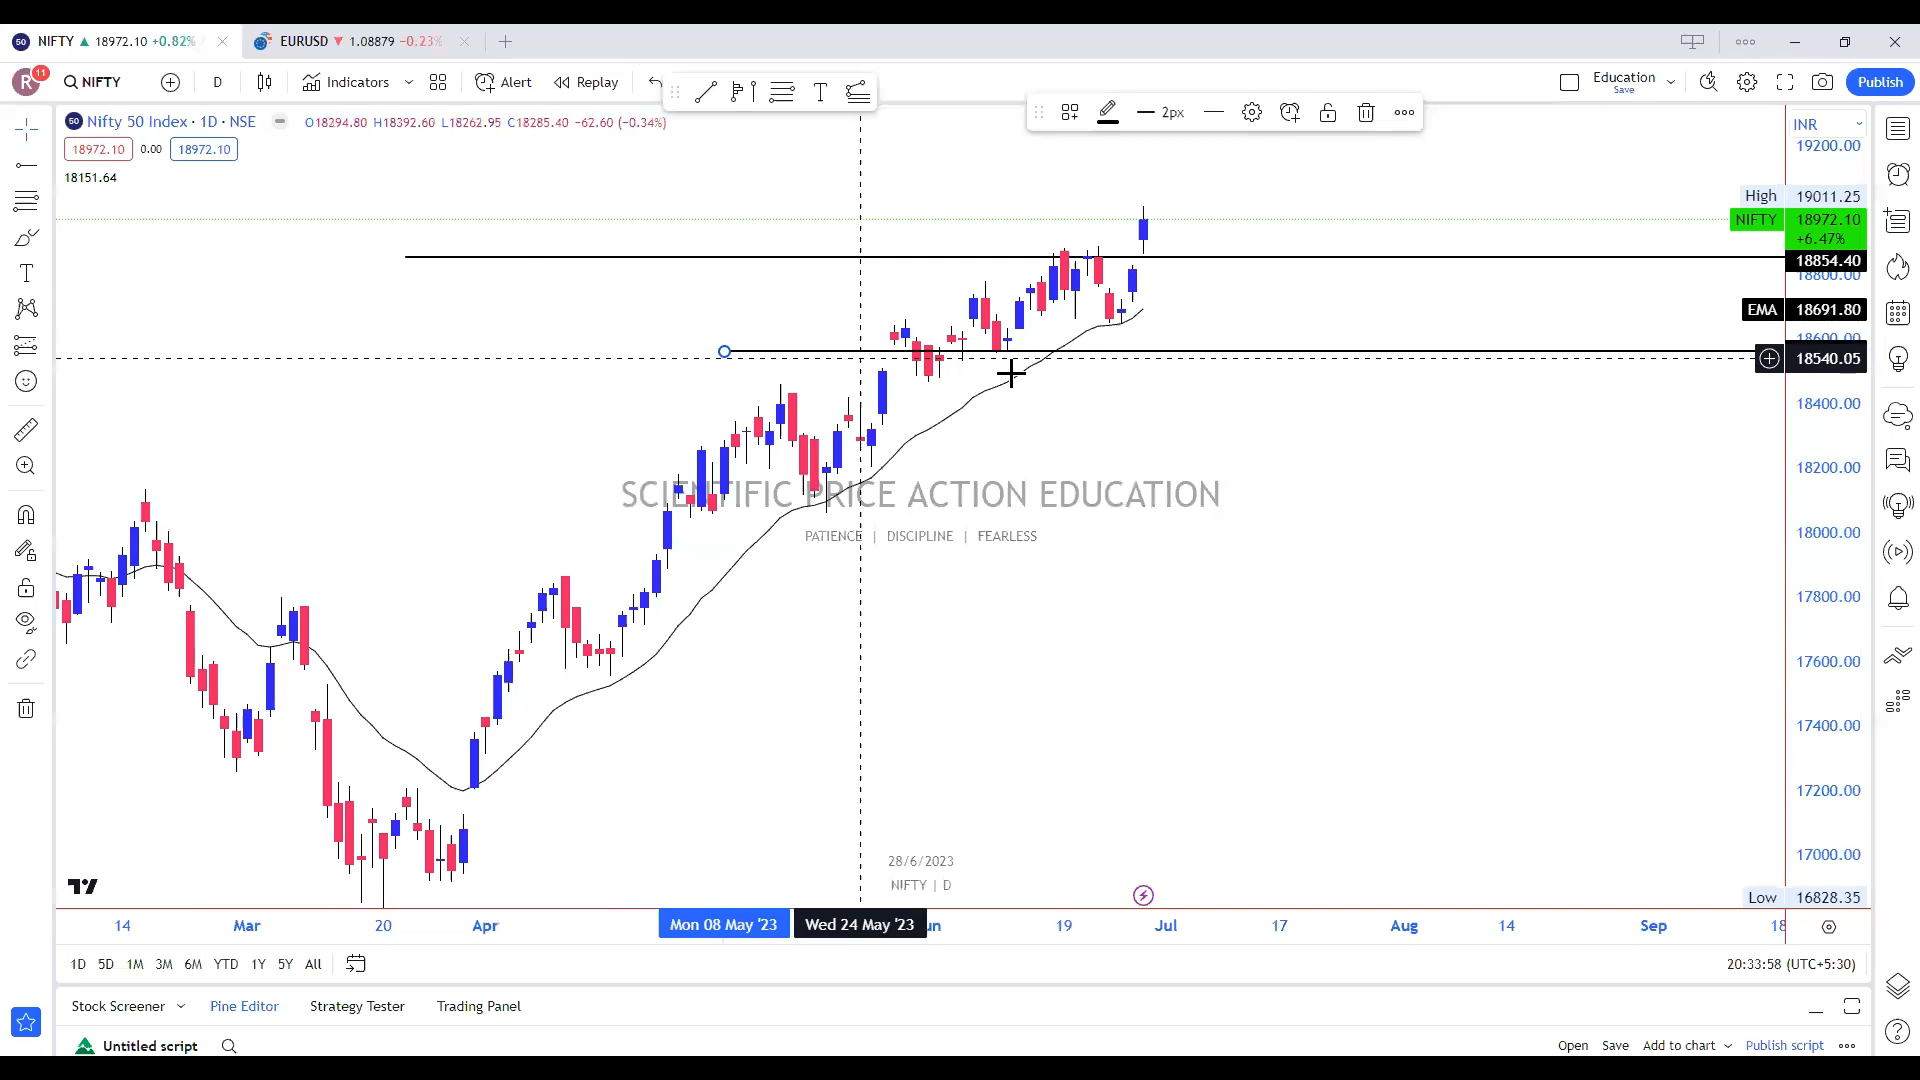 NIFTY 18972.10 +0.82%
EURUSD 1.08879 −0.23%
R 11 NIFTY D Indicators Alert Replay T 2px Education Save Publish
50 Nifty 50 Index · 1D · NSE O18294.80 H18392.60 L18262.95 C18285.40 −62.60 (−0.34%)
INR
19200.00
18972.10 0.00 18972.10
18151.64
High 19011.25
NIFTY 18972.10
+6.47%
18854.40
18800.00
EMA 18691.80
18540.05
18400.00
18200.00
SCIENTIFIC PRICE ACTION EDUCATION
18000.00
PATIENCE | DISCIPLINE | FEARLESS
17800.00
17600.00
17400.00
17200.00
17000.00
28/6/2023
NIFTY | D
Low 16828.35
14 Mar 20 Apr Mon 08 May '23 Wed 24 May '23 19 Jul 17 Aug 14 Sep 18
1D 5D 1M 3M 6M YTD 1Y 5Y All 20:33:58 (UTC+5:30)
Stock Screener Pine Editor Strategy Tester Trading Panel
Untitled script Open Save Add to chart Publish script